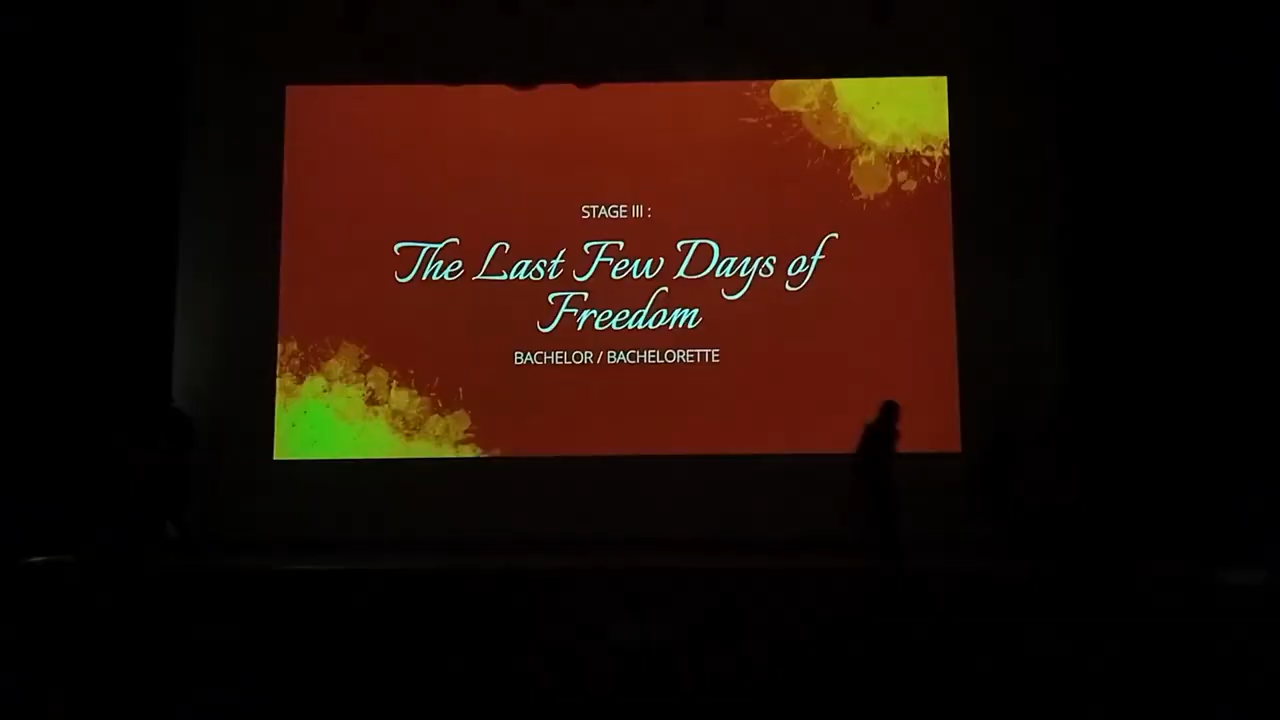 STAGE III :
The Last Few Days of
Freedom
BACHELOR / BACHELORETTE